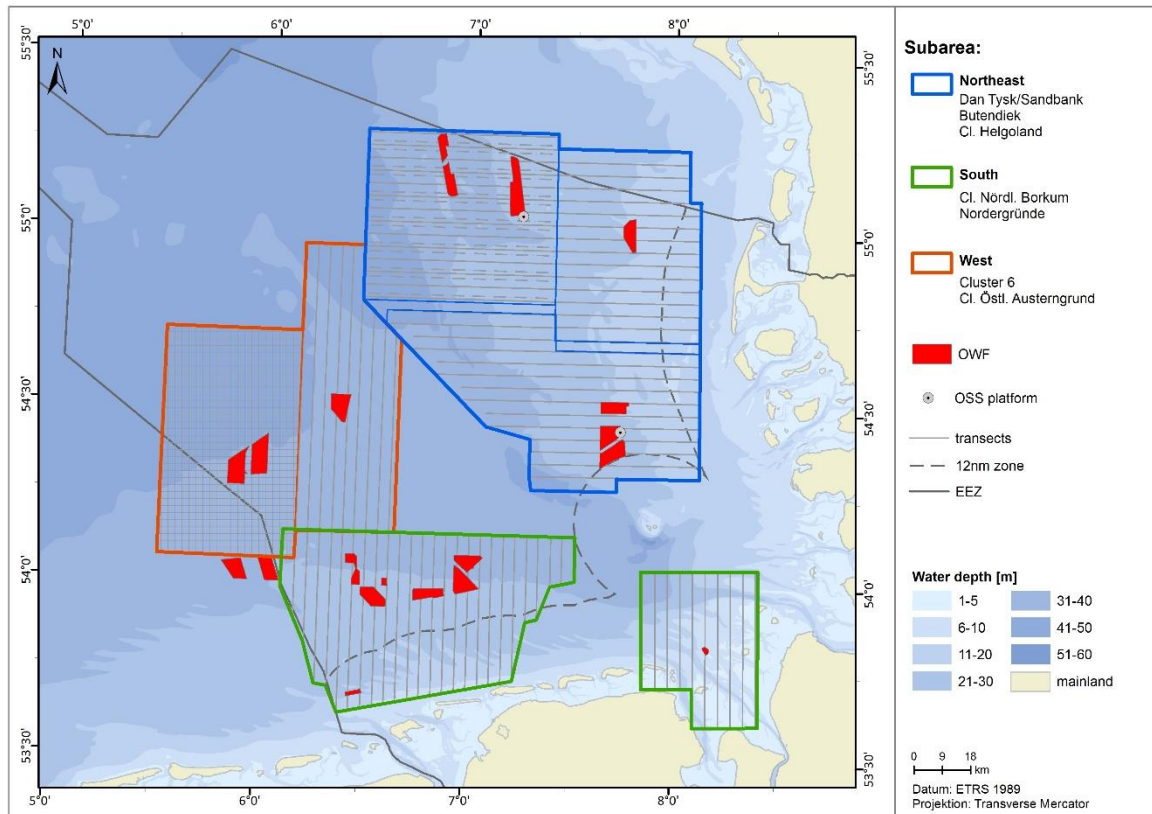 5°0' 6°0' 7°0' 8°0'
55°30'
55°30'
N
55°0'
55°0'
54°30'
54°30'
54°0'
54°0'
53°30'
53°30'
5°0' 6°0' 7°0' 8°0'
Subarea:
Northeast
Dan Tysk/Sandbank
Butendiek
Cl. Helgoland
South
Cl. Nördl. Borkum
Nordergründe
West
Cluster 6
Cl. Östl. Austerngrund
OWF
OSS platform
transects
12nm zone
EEZ
Water depth [m]
1-5 31-40
6-10 41-50
11-20 51-60
21-30 mainland
0 9 18
km
Datum: ETRS 1989
Projektion: Transverse Mercator